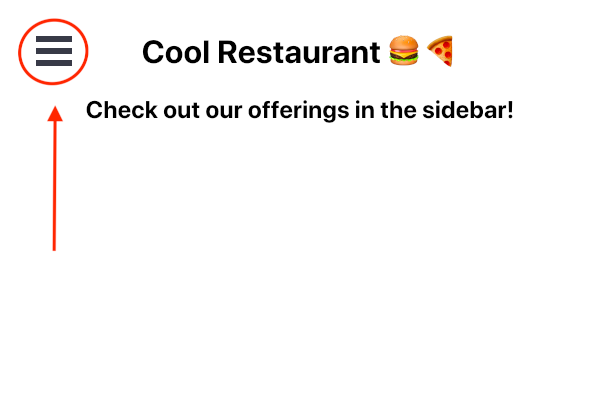 Cool Restaurant 🍔 🍕
Check out our offerings in the sidebar!